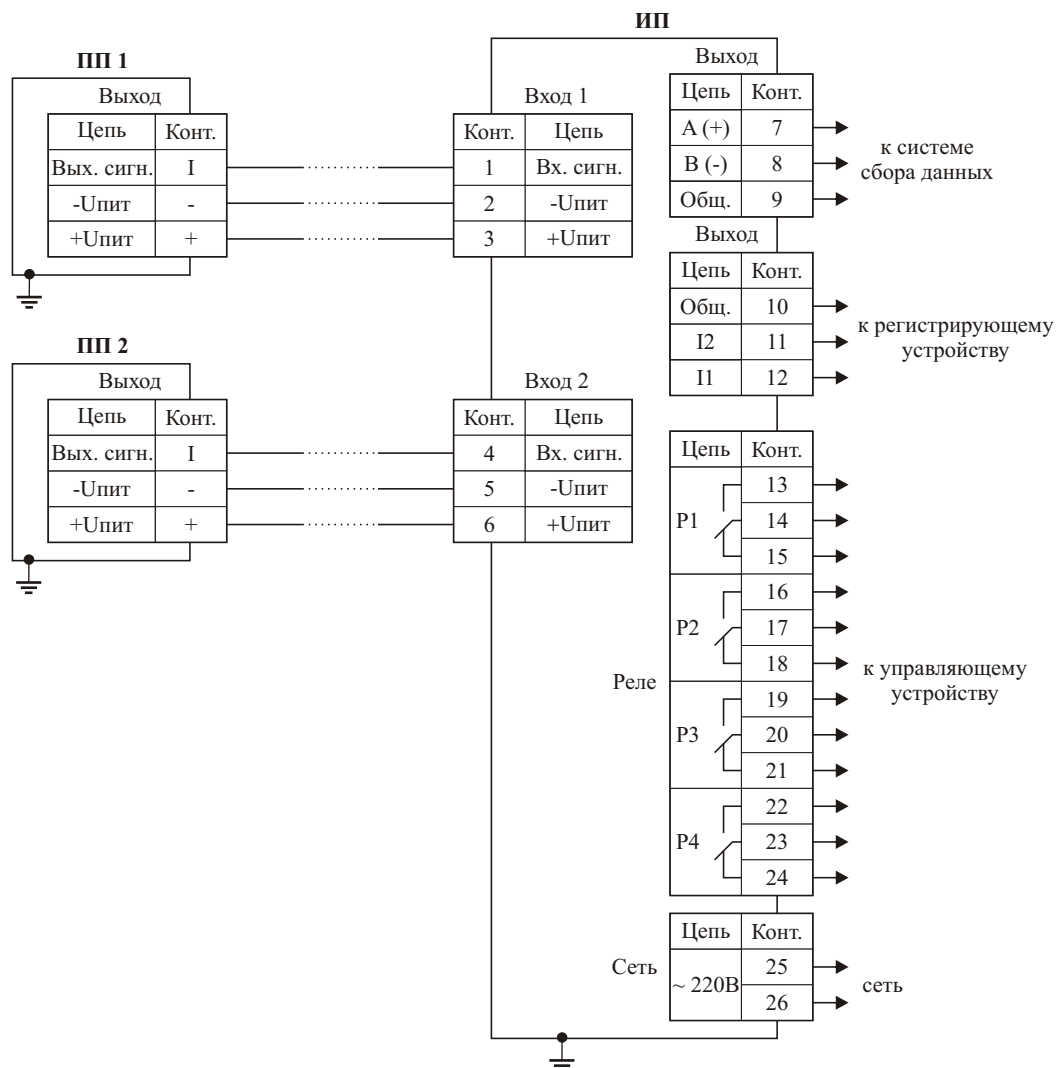 ИП
ПП 1
Выход
Цепь Конт.
Вых. сигн. I
-Uпит -
+Uпит +
Вход 1
Конт. Цепь
1 Вх. сигн.
2 -Uпит
3 +Uпит
ПП 2
Выход
Цепь Конт.
Вых. сигн. I
-Uпит -
+Uпит +
Вход 2
Конт. Цепь
4 Вх. сигн.
5 -Uпит
6 +Uпит
Выход
Цепь Конт.
A (+) 7
B (-) 8
Общ. 9
к системе
сбора данных
Выход
Цепь Конт.
Общ. 10
I2 11
I1 12
к регистрирующему
устройству
Реле
Цепь Конт.
P1
13
14
15
P2
16
17
18
P3
19
20
21
P4
22
23
24
к управляющему
устройству
Сеть
Цепь Конт.
~ 220В
25
26
сеть